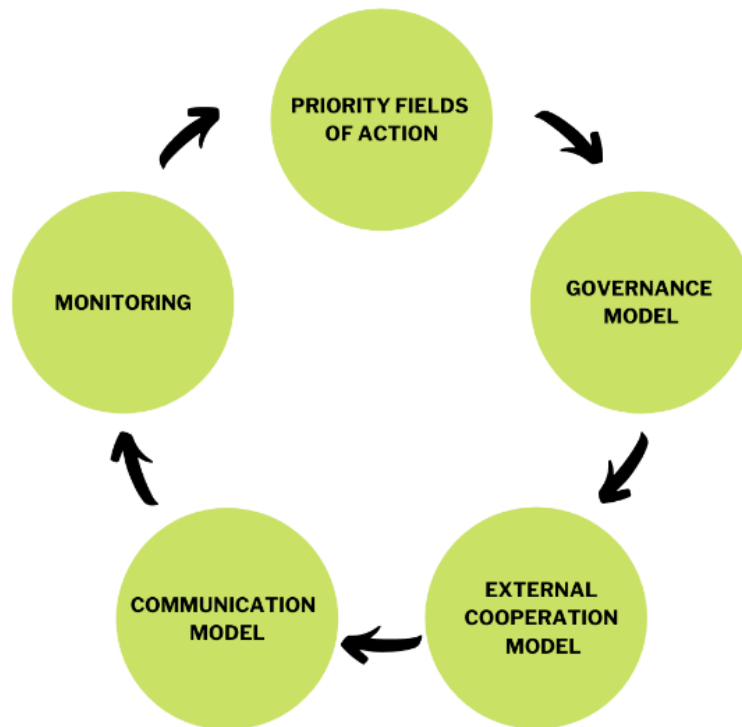 PRIORITY FIELDS
OF ACTION
GOVERNANCE
MODEL
EXTERNAL
COOPERATION
MODEL
COMMUNICATION
MODEL
MONITORING